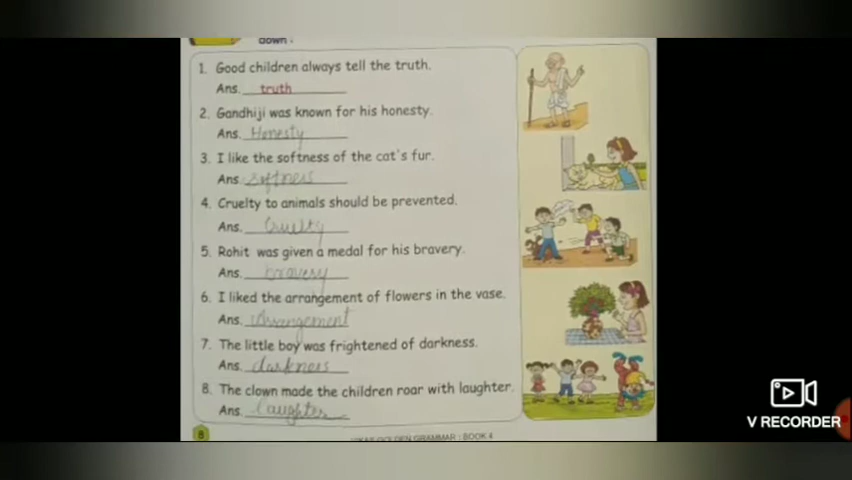 down :
1. Good children always tell the truth.
Ans. truth
2. Gandhiji was known for his honesty.
Ans. Honesty
3. I like the softness of the cat's fur.
Ans. softness
4. Cruelty to animals should be prevented.
Ans. Cruelty
5. Rohit was given a medal for his bravery.
Ans. bravery
6. I liked the arrangement of flowers in the vase.
Ans. arrangement
7. The little boy was frightened of darkness.
Ans. darkness
8. The clown made the children roar with laughter.
Ans. Laughter
8
GOLDEN GRAMMAR : BOOK 4
V RECORDER